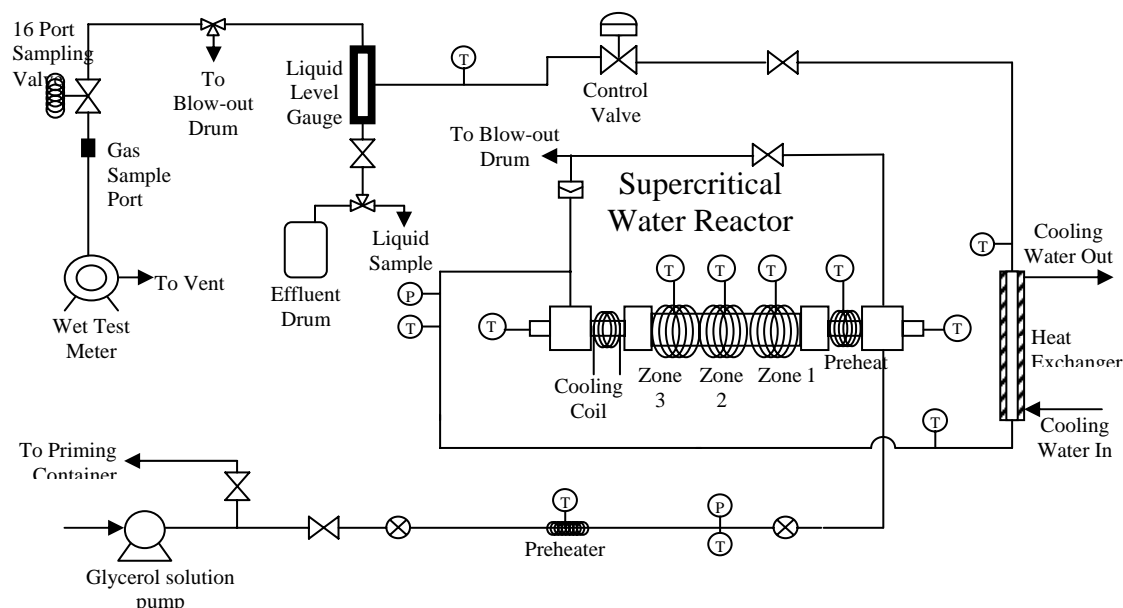 16 Port
Sampling
Valve
To
Blow-out
Drum
Liquid
Level
Gauge
T
Control
Valve
Gas
Sample
Port
To Blow-out
Drum
Supercritical
Water Reactor
Liquid
Sample
Effluent
Drum
To Vent
Wet Test
Meter
P
T
T
T
T
T
T
T
T
Cooling
Water Out
Heat
Exchanger
Cooling
Water In
Preheat
Zone 1
Zone
2
Zone
3
Cooling
Coil
T
To Priming
Container
T
P
T
Preheater
Glycerol solution
pump